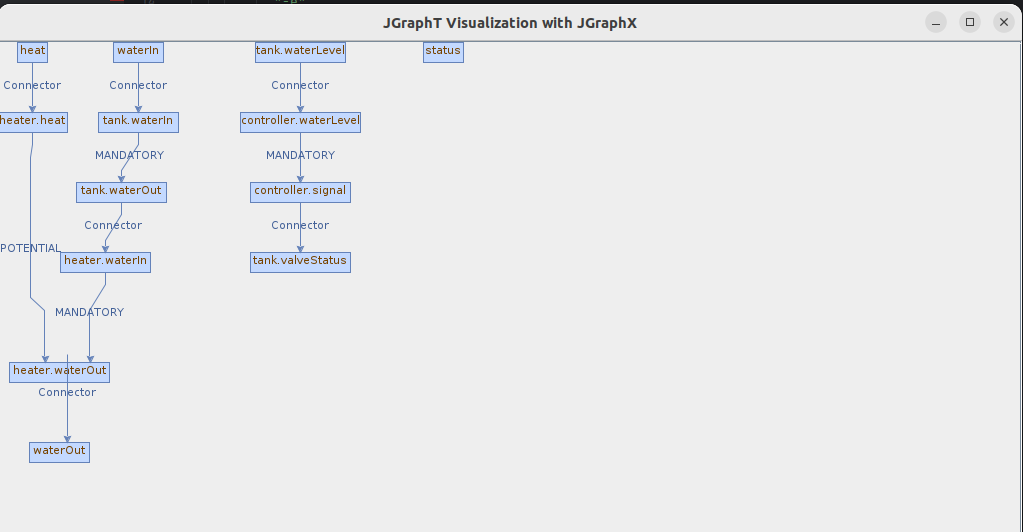 JGraphT Visualization with JGraphX
heat
waterIn
tank.waterLevel
status
Connector
Connector
Connector
heater.heat
tank.waterIn
controller.waterLevel
MANDATORY
MANDATORY
tank.waterOut
controller.signal
Connector
Connector
POTENTIAL
heater.waterIn
tank.valveStatus
MANDATORY
heater.waterOut
Connector
waterOut